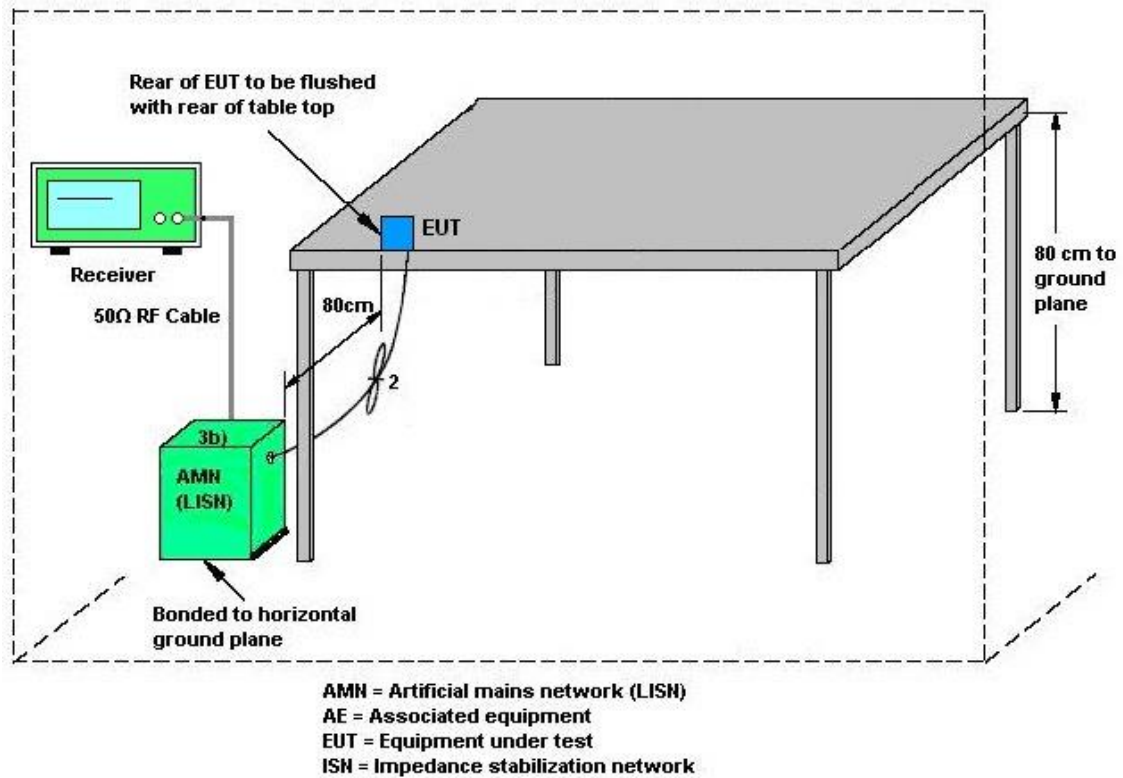 Rear of EUT to be flushed
with rear of table top
EUT
Receiver
50Ω RF Cable
80cm
80 cm to
ground
plane
2
3b)
AMN
(LISN)
Bonded to horizontal
ground plane
AMN = Artificial mains network (LISN)
AE = Associated equipment
EUT = Equipment under test
ISN = Impedance stabilization network